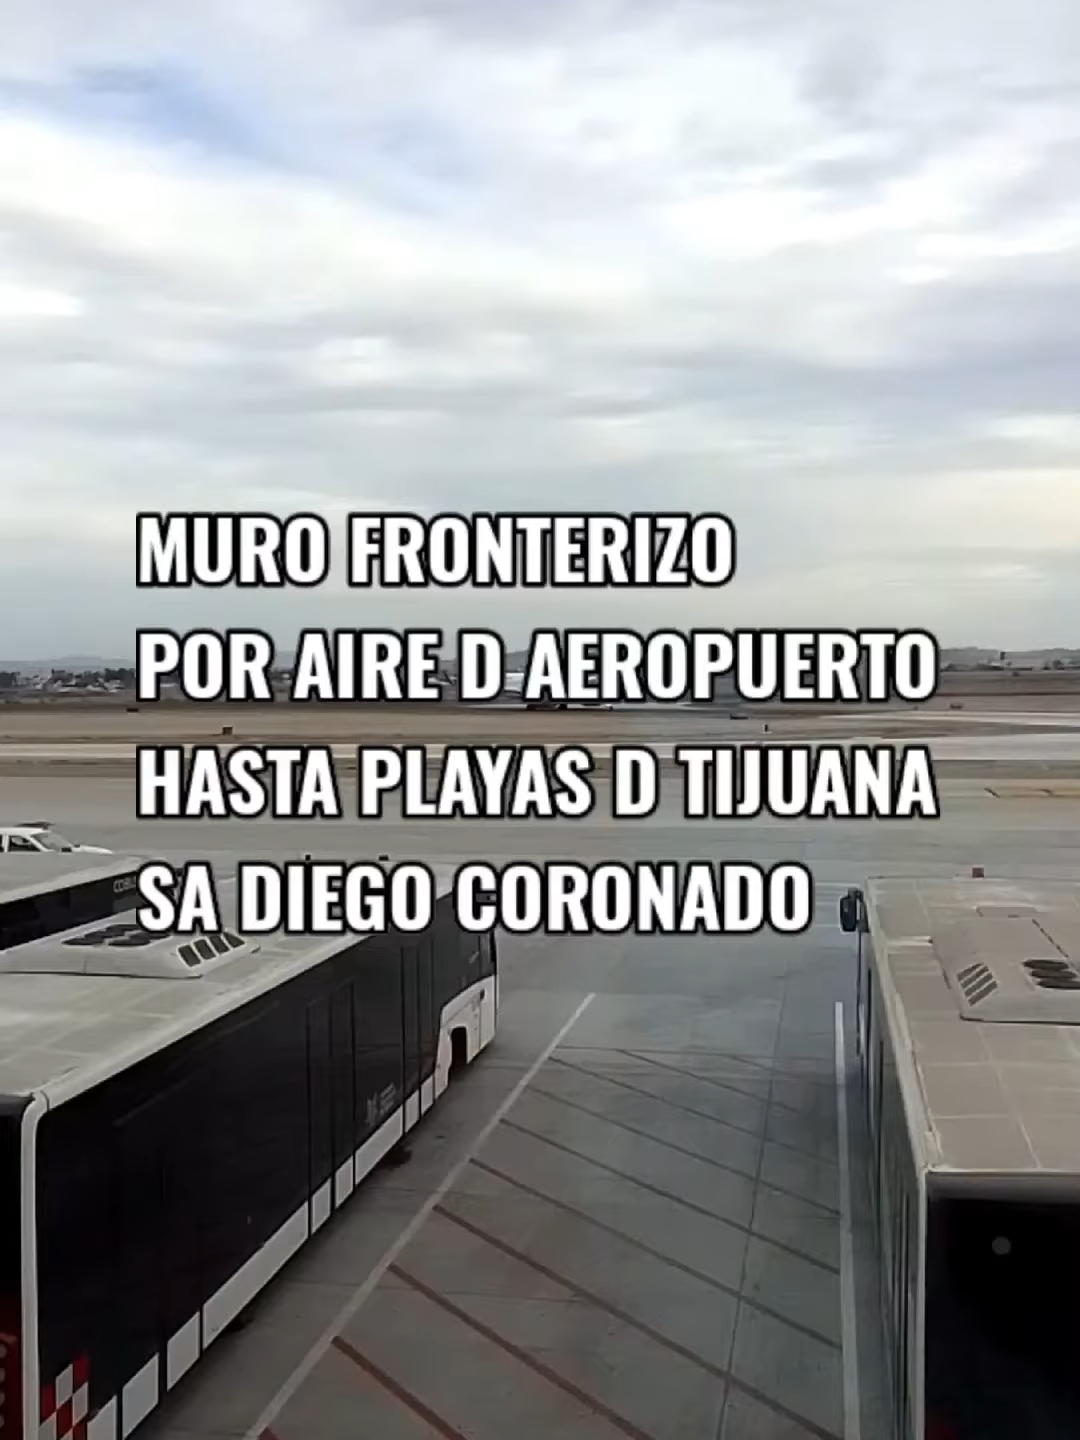 MURO FRONTERIZO
POR AIRE D AEROPUERTO
HASTA PLAYAS D TIJUANA
SA DIEGO CORONADO